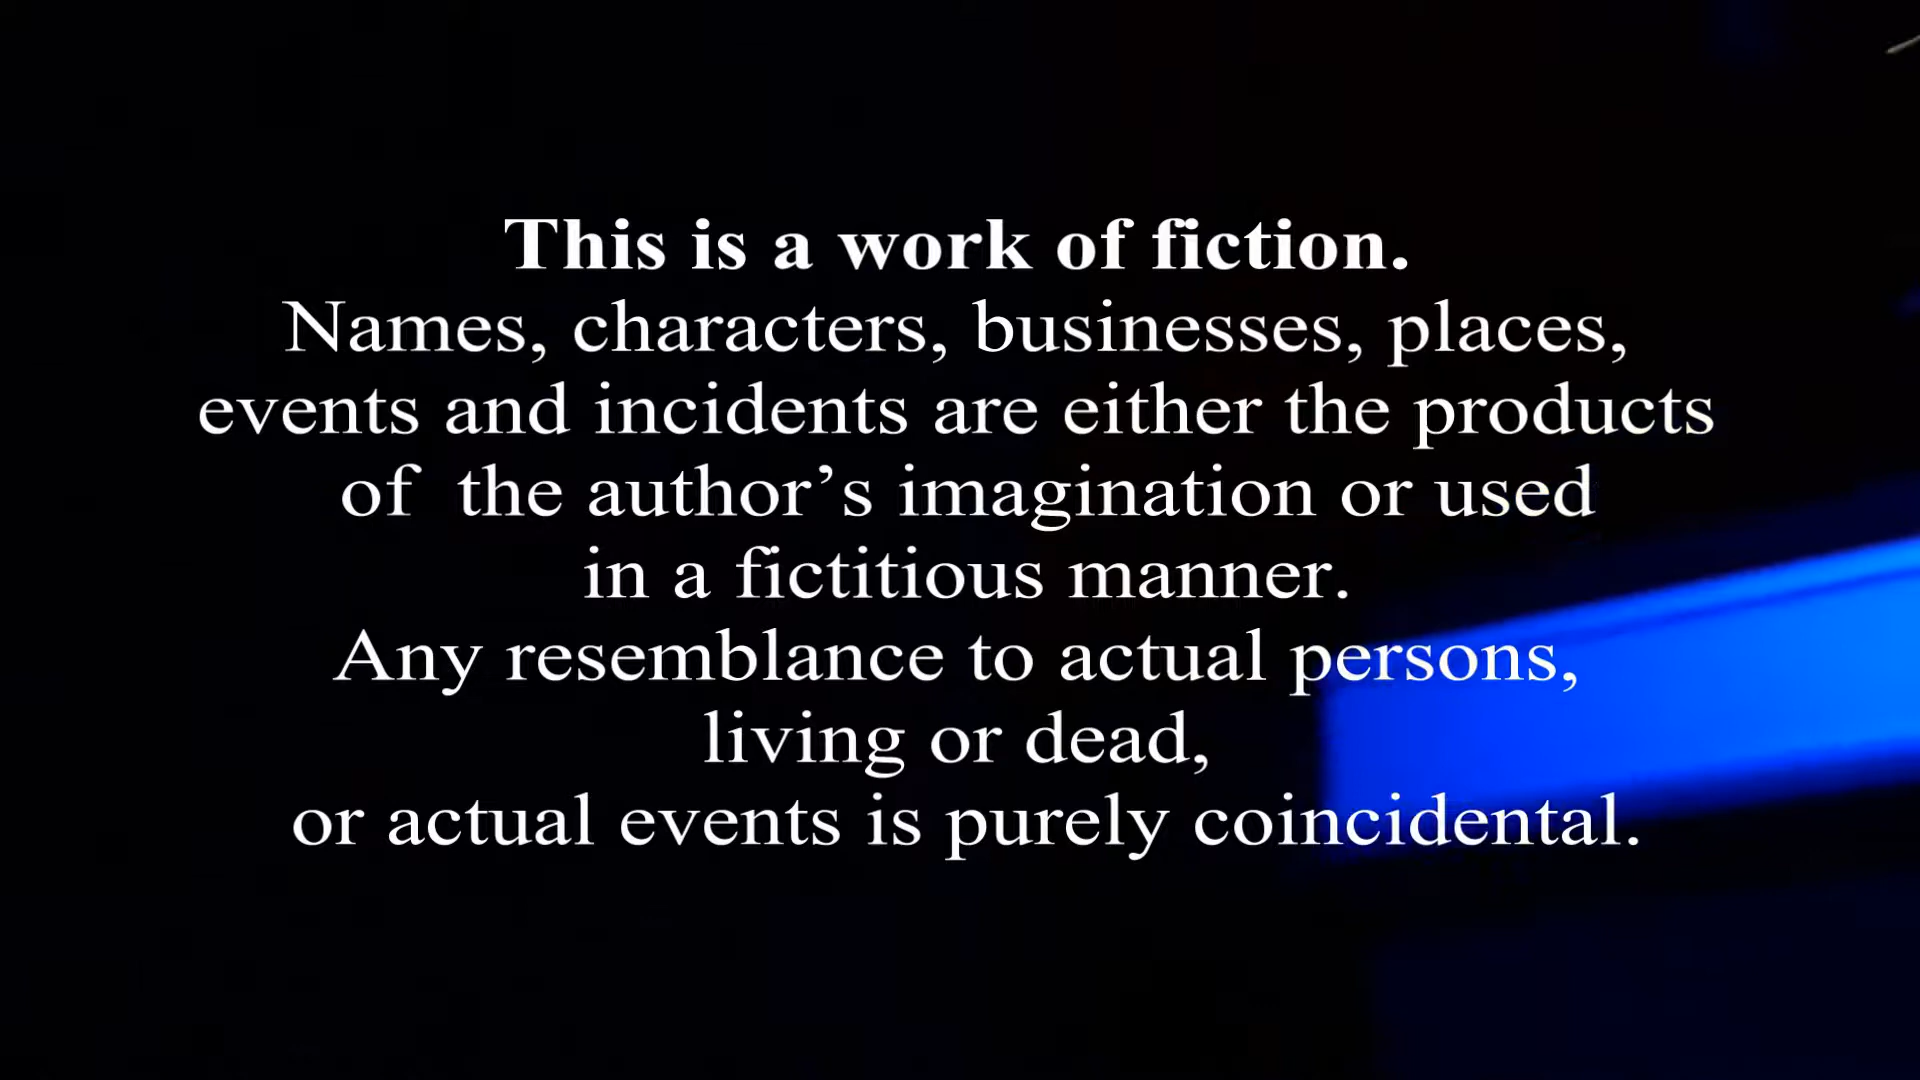 This is a work of fiction.
Names, characters, businesses, places,
events and incidents are either the products
of  the author’s imagination or used
in a fictitious manner.
Any resemblance to actual persons,
living or dead,
or actual events is purely coincidental.